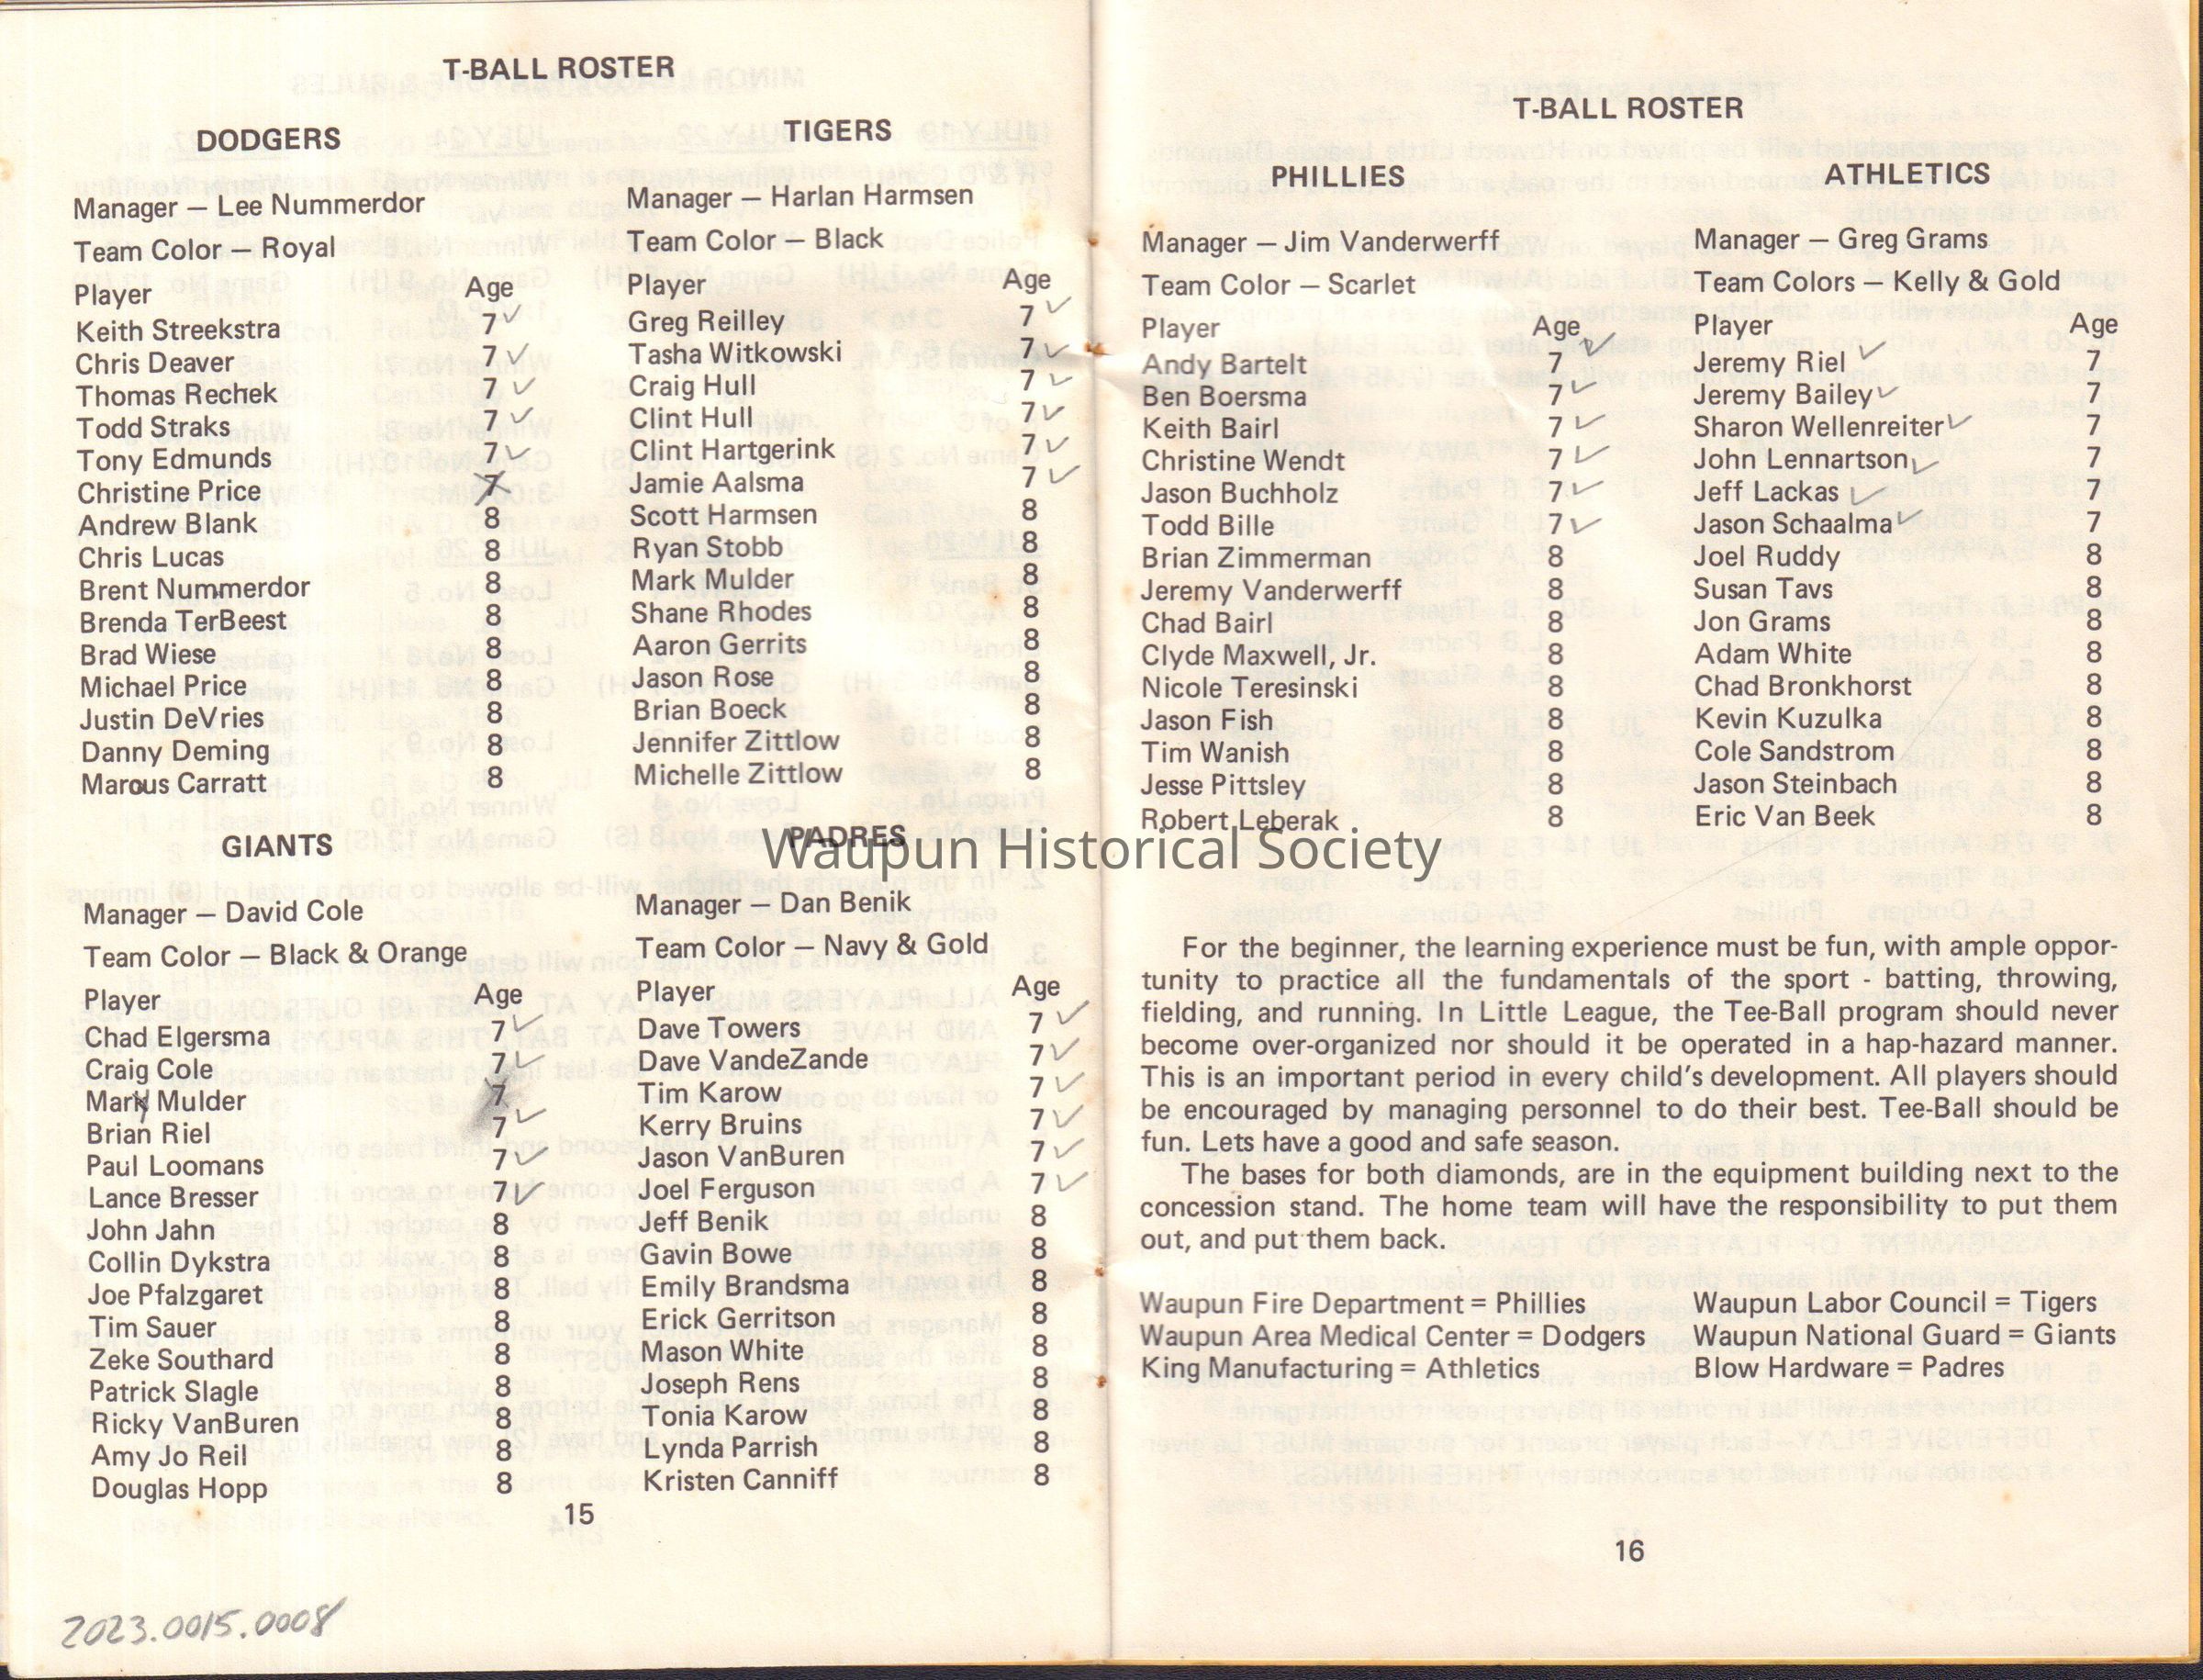 T-BALL ROSTER
DODGERS
Manager — Lee Nummerdor
Team Color — Royal
Player Age
Keith Streekstra 7 ✓
Chris Deaver 7 ✓
Thomas Rechek 7 ✓
Todd Straks 7 ✓
Tony Edmunds 7 ✓
Christine Price 7
Andrew Blank 8
Chris Lucas 8
Brent Nummerdor 8
Brenda TerBeest 8
Brad Wiese 8
Michael Price 8
Justin DeVries 8
Danny Deming 8
Marcus Carratt 8
TIGERS
Manager — Harlan Harmsen
Team Color — Black
Player Age
Greg Reilley 7 ✓
Tasha Witkowski 7 ✓
Craig Hull 7 ✓
Clint Hull 7 ✓
Clint Hartgerink 7 ✓
Jamie Aalsma 7 ✓
Scott Harmsen 8
Ryan Stobb 8
Mark Mulder 8
Shane Rhodes 8
Aaron Gerrits 8
Jason Rose 8
Brian Boeck 8
Jennifer Zittlow 8
Michelle Zittlow 8
GIANTS
Manager — David Cole
Team Color — Black & Orange
Player Age
Chad Elgersma 7 ✓
Craig Cole 7 ✓
Mark Mulder 7
Brian Riel 7 ✓
Paul Loomans 7 ✓
Lance Bresser 7 ✓
John Jahn 8
Collin Dykstra 8
Joe Pfalzgaret 8
Tim Sauer 8
Zeke Southard 8
Patrick Slagle 8
Ricky VanBuren 8
Amy Jo Reil 8
Douglas Hopp 8
PADRES
Manager — Dan Benik
Team Color — Navy & Gold
Player Age
Dave Towers 7 ✓
Dave VandeZande 7 ✓
Tim Karow 7 ✓
Kerry Bruins 7 ✓
Jason VanBuren 7 ✓
Joel Ferguson 7 ✓
Jeff Benik 8
Gavin Bowe 8
Emily Brandsma 8
Erick Gerritson 8
Mason White 8
Joseph Rens 8
Tonia Karow 8
Lynda Parrish 8
Kristen Canniff 8
15
2023.0015.0008
T-BALL ROSTER
PHILLIES
Manager — Jim Vanderwerff
Team Color — Scarlet
Player Age
Andy Bartelt 7 ✓
Ben Boersma 7 ✓
Keith Bairl 7 ✓
Christine Wendt 7 ✓
Jason Buchholz 7 ✓
Todd Bille 7 ✓
Brian Zimmerman 8
Jeremy Vanderwerff 8
Chad Bairl 8
Clyde Maxwell, Jr. 8
Nicole Teresinski 8
Jason Fish 8
Tim Wanish 8
Jesse Pittsley 8
Robert Leberak 8
ATHLETICS
Manager — Greg Grams
Team Colors — Kelly & Gold
Player Age
Jeremy Riel ✓ 7
Jeremy Bailey ✓ 7
Sharon Wellenreiter ✓ 7
John Lennartson ✓ 7
Jeff Lackas ✓ 7
Jason Schaalma ✓ 7
Joel Ruddy 8
Susan Tavs 8
Jon Grams 8
Adam White 8
Chad Bronkhorst 8
Kevin Kuzulka 8
Cole Sandstrom 8
Jason Steinbach 8
Eric Van Beek 8
Waupun Historical Society
For the beginner, the learning experience must be fun, with ample oppor-
tunity to practice all the fundamentals of the sport - batting, throwing,
fielding, and running. In Little League, the Tee-Ball program should never
become over-organized nor should it be operated in a hap-hazard manner.
This is an important period in every child's development. All players should
be encouraged by managing personnel to do their best. Tee-Ball should be
fun. Lets have a good and safe season.
The bases for both diamonds, are in the equipment building next to the
concession stand. The home team will have the responsibility to put them
out, and put them back.
Waupun Fire Department = Phillies
Waupun Area Medical Center = Dodgers
King Manufacturing = Athletics
Waupun Labor Council = Tigers
Waupun National Guard = Giants
Blow Hardware = Padres
16